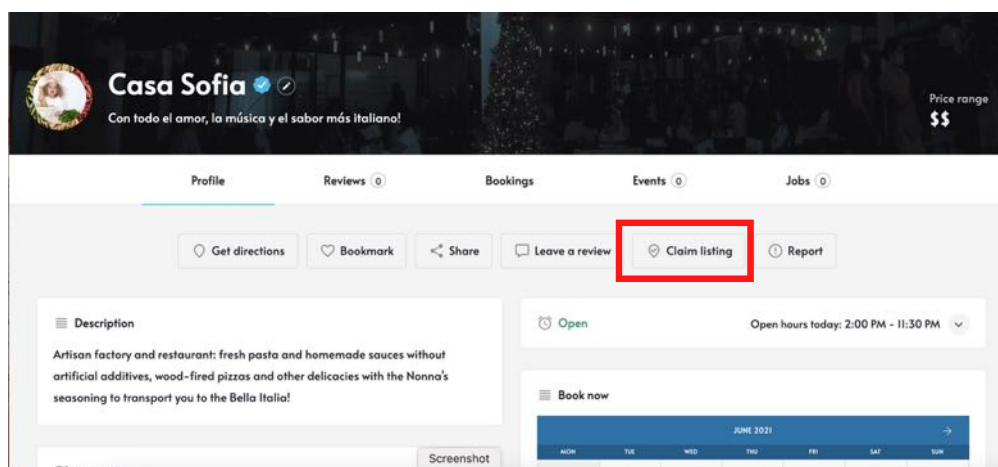 Casa Sofia
Con todo el amor, la música y el sabor más italiano!
Price range
$$
Profile
Reviews 0
Bookings
Events 0
Jobs 0
Get directions
Bookmark
Share
Leave a review
Claim listing
Report
Description
Artisan factory and restaurant: fresh pasta and homemade sauces without
artificial additives, wood-fired pizzas and other delicacies with the Nonna's
seasoning to transport you to the Bella Italia!
Open
Open hours today: 2:00 PM - 11:30 PM
Book now
JUNE 2021
MON TUE WED THU FRI SAT SUN
Screenshot